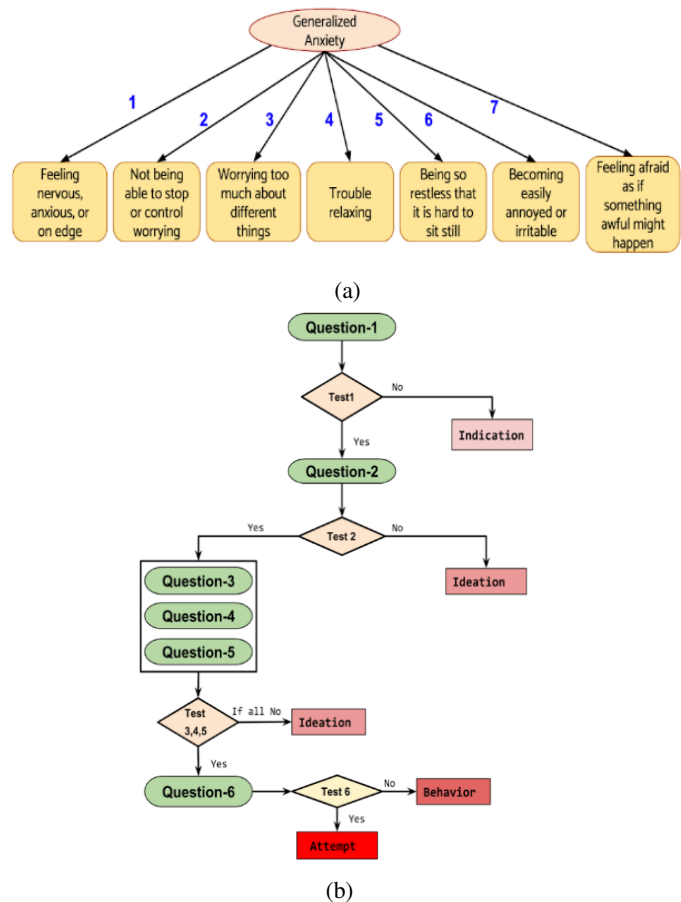 Generalized
Anxiety
1
2
3
4
5
6
7
Feeling
nervous,
anxious, or
on edge
Not being
able to stop
or control
worrying
Worrying too
much about
different
things
Trouble
relaxing
Being so
restless that
it is hard to
sit still
Becoming
easily
annoyed or
irritable
Feeling afraid
as if
something
awful might
happen
(a)
Question-1
Test1
No
Indication
Yes
Question-2
Yes
Test 2
No
Ideation
Question-3
Question-4
Question-5
Test
3,4,5
If all No
Ideation
Yes
Question-6
Test 6
No
Behavior
Yes
Attempt
(b)